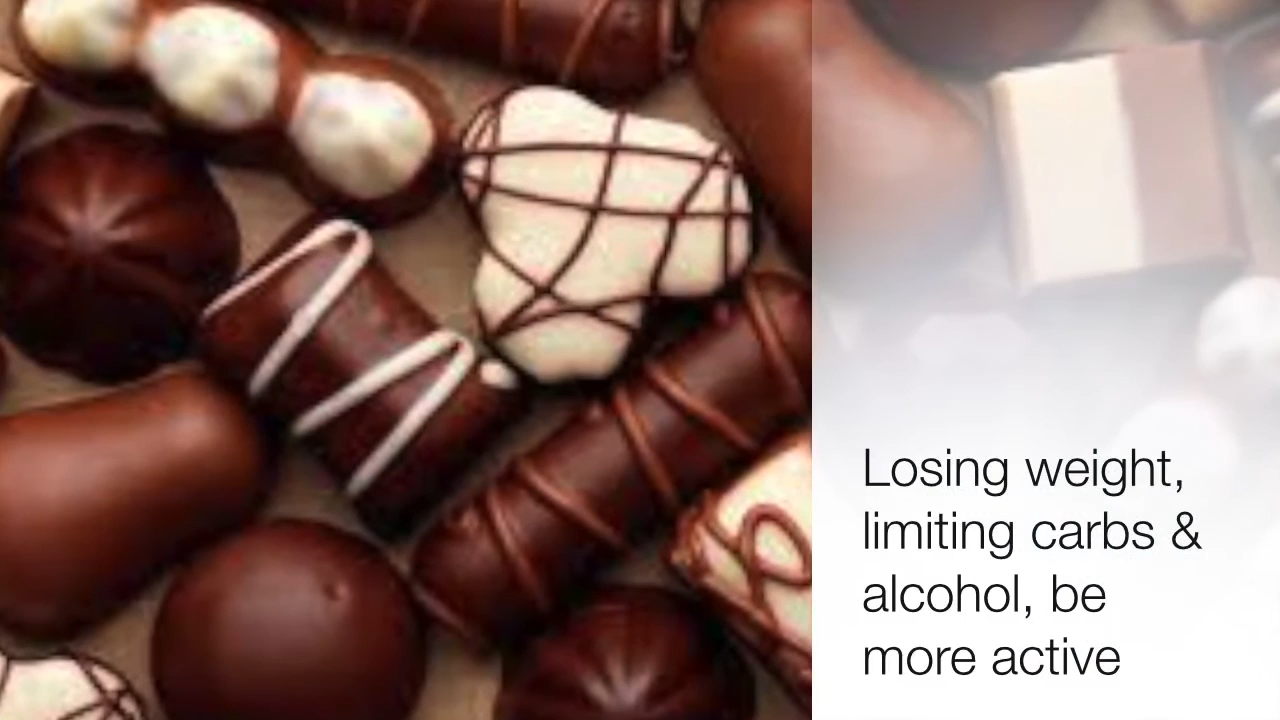 Losing weight,
limiting carbs &
alcohol, be
more active